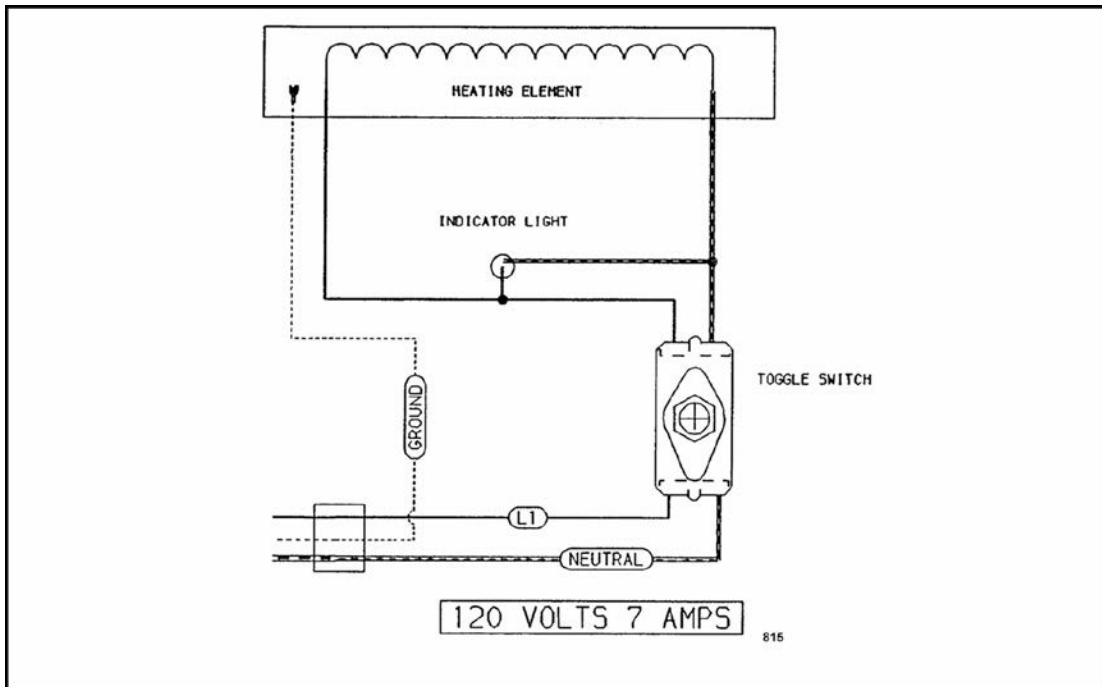 HEATING ELEMENT
INDICATOR LIGHT
TOGGLE SWITCH
GROUND
L1
NEUTRAL
120 VOLTS 7 AMPS
815